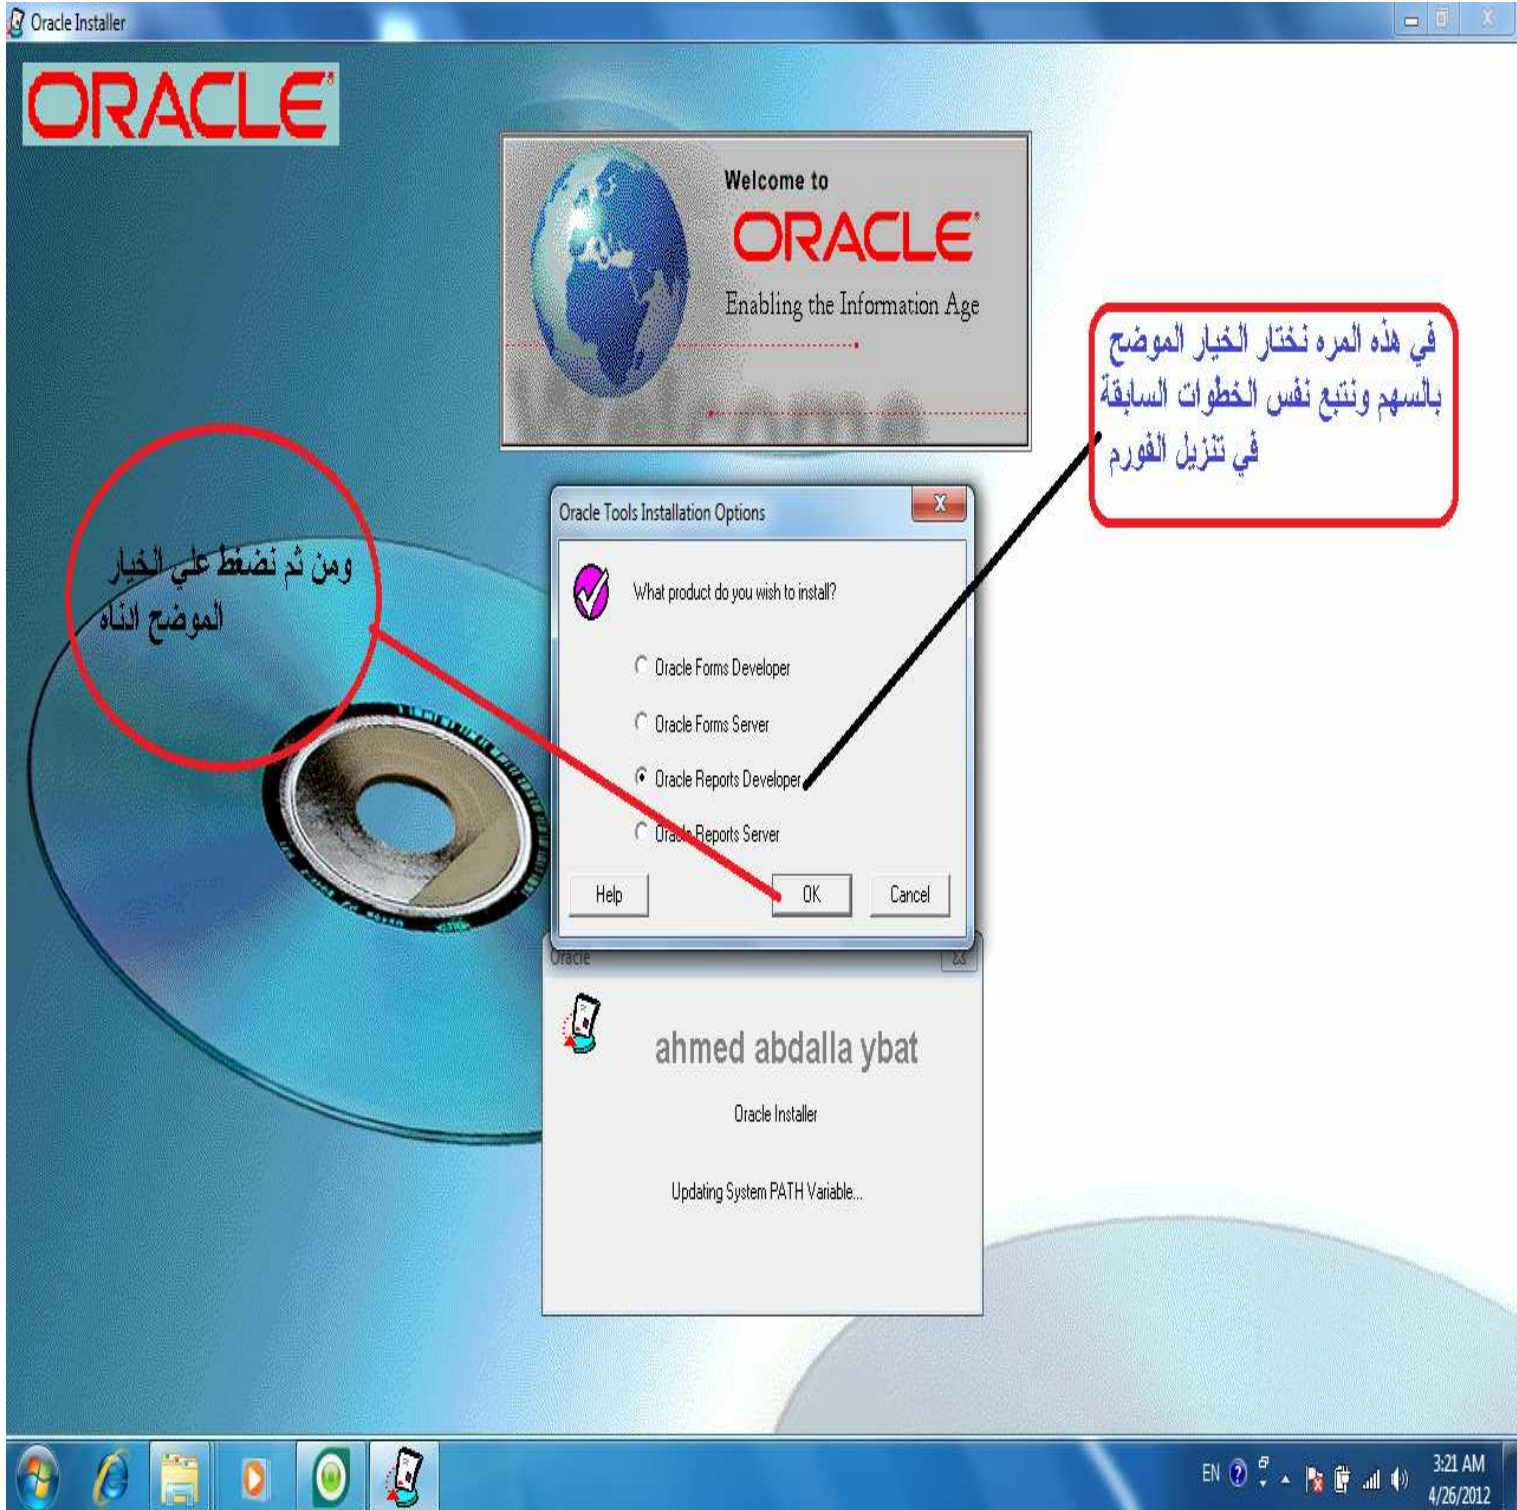 Oracle Installer
ORACLE
Welcome to
ORACLE
Enabling the Information Age
في هذه المره نختار الخيار الموضح
بالسهم ونتبع نفس الخطوات السابقة
في تنزيل الفورم
ومن ثم نضغط علي الخيار
الموضح ادناه
Oracle Tools Installation Options
What product do you wish to install?
Oracle Forms Developer
Oracle Forms Server
Oracle Reports Developer
Oracle Reports Server
Help
OK
Cancel
Oracle
ahmed abdalla ybat
Oracle Installer
Updating System PATH Variable...
EN
3:21 AM
4/26/2012